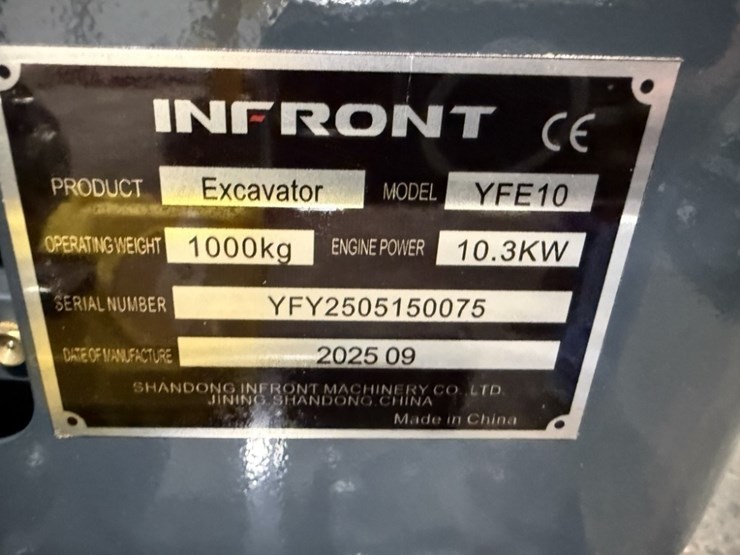 INFRONT CE
PRODUCT Excavator MODEL YFE10
OPERATING WEIGHT 1000kg ENGINE POWER 10.3KW
SERIAL NUMBER YFY2505150075
DATE OF MANUFACTURE 2025 09
SHANDONG INFRONT MACHINERY CO.,LTD.
JINING,SHANDONG.CHINA
Made in China